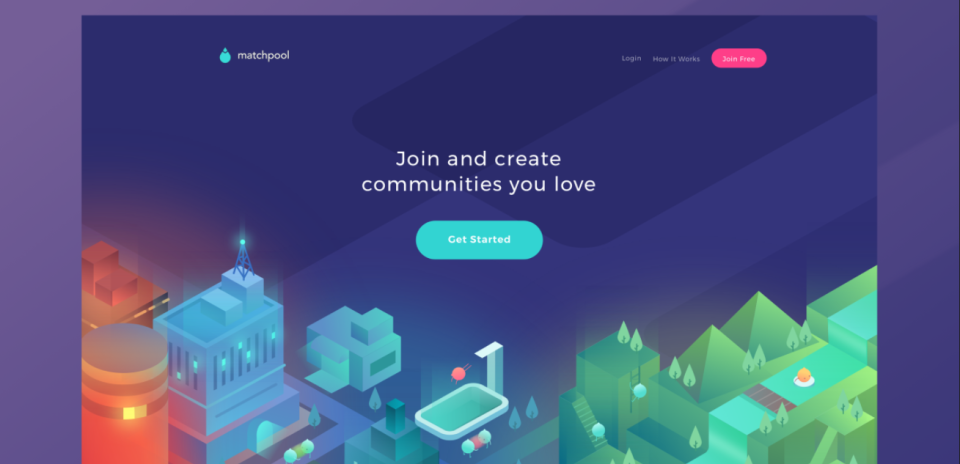 matchpool
Login How It Works Join Free
Join and create
communities you love
Get Started